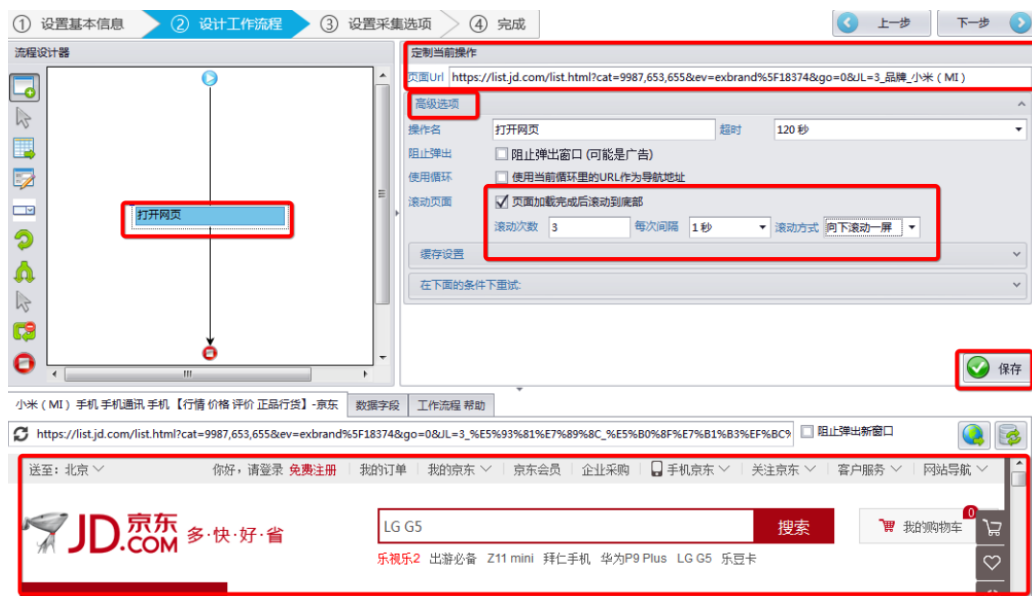 1 设置基本信息 2 设计工作流程 3 设置采集选项 4 完成 上一步 下一步
流程设计器
打开网页
定制当前操作
页面Url https://list.jd.com/list.html?cat=9987,653,655&ev=exbrand%5F18374&go=0&JL=3_品牌_小米（MI）
高级选项
操作名 打开网页 超时 120 秒
阻止弹出 阻止弹出窗口 (可能是广告)
使用循环 使用当前循环里的URL作为导航地址
滚动页面 页面加载完成后滚动到底部
滚动次数 3 每次间隔 1 秒 滚动方式 向下滚动一屏
缓存设置
在下面的条件下重试:
保存
小米（MI）手机 手机通讯 手机 【行情 价格 评价 正品行货】-京东 数据字段 工作流程 帮助
https://list.jd.com/list.html?cat=9987,653,655&ev=exbrand%5F18374&go=0&JL=3_%E5%93%81%E7%89%8C_%E5%B0%8F%E7%B1%B3%EF%BC% 阻止弹出新窗口
送至: 北京 你好，请登录 免费注册 我的订单 我的京东 京东会员 企业采购 手机京东 关注京东 客户服务 网站导航
JD.COM 京东 多·快·好·省
LG G5 搜索 0 我的购物车
乐视乐2 出游必备 Z11 mini 拜仁手机 华为P9 Plus LG G5 乐豆卡